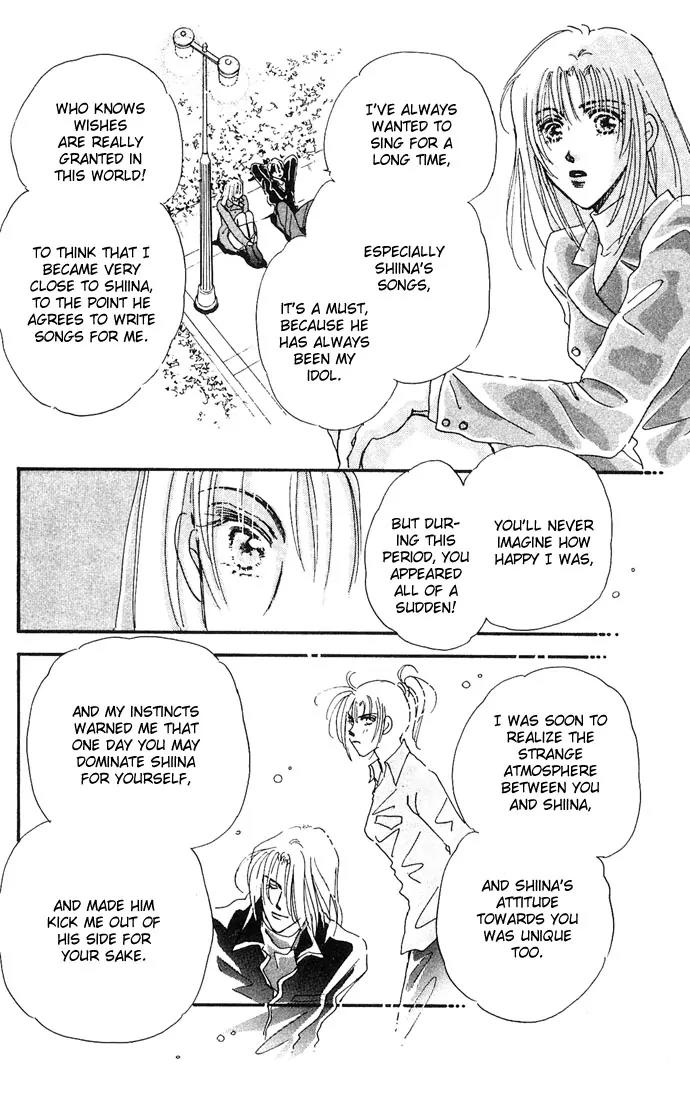 I'VE ALWAYS
WANTED TO
SING FOR A
LONG TIME,
ESPECIALLY
SHIINA'S
SONGS,
IT'S A MUST,
BECAUSE HE
HAS ALWAYS
BEEN MY
IDOL.
WHO KNOWS
WISHES
ARE REALLY
GRANTED IN
THIS WORLD!
TO THINK THAT I
BECAME VERY
CLOSE TO SHIINA,
TO THE POINT HE
AGREES TO WRITE
SONGS FOR ME.
YOU'LL NEVER
IMAGINE HOW
HAPPY I WAS,
BUT DUR-
ING THIS
PERIOD, YOU
APPEARED
ALL OF A
SUDDEN!
I WAS SOON TO
REALIZE THE
STRANGE
ATMOSPHERE
BETWEEN YOU
AND SHIINA,
AND SHIINA'S
ATTITUDE
TOWARDS YOU
WAS UNIQUE
TOO.
AND MY INSTINCTS
WARNED ME THAT
ONE DAY YOU MAY
DOMINATE SHIINA
FOR YOURSELF,
AND MADE HIM
KICK ME OUT OF
HIS SIDE FOR
YOUR SAKE.